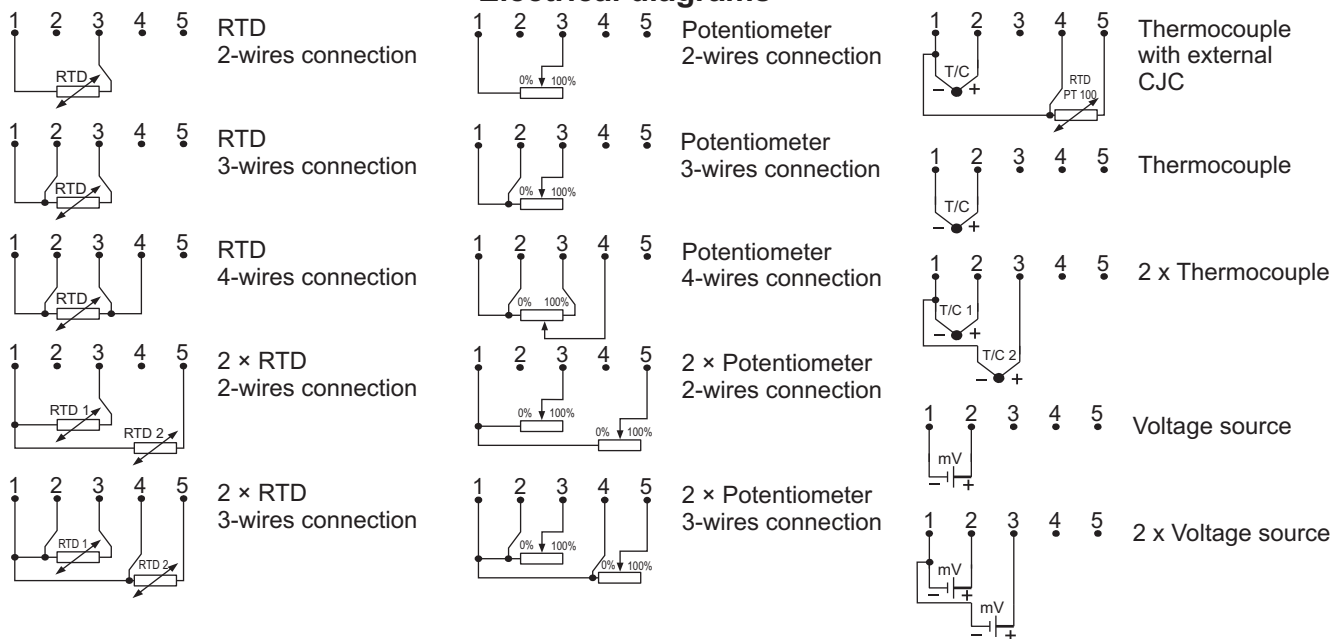 Electrical diagrams
1 2 3 4 5
RTD
RTD
2-wires connection
1 2 3 4 5
RTD
RTD
3-wires connection
1 2 3 4 5
RTD
RTD
4-wires connection
1 2 3 4 5
RTD 1
RTD 2
2 × RTD
2-wires connection
1 2 3 4 5
RTD 1
RTD 2
2 × RTD
3-wires connection
1 2 3 4 5
0% 100%
Potentiometer
2-wires connection
1 2 3 4 5
0% 100%
Potentiometer
3-wires connection
1 2 3 4 5
0% 100%
Potentiometer
4-wires connection
1 2 3 4 5
0% 100%
0% 100%
2 × Potentiometer
2-wires connection
1 2 3 4 5
0% 100%
0% 100%
2 × Potentiometer
3-wires connection
1 2 3 4 5
T/C
− +
RTD
PT 100
Thermocouple
with external
CJC
1 2 3 4 5
T/C
− +
Thermocouple
1 2 3 4 5
T/C 1
− +
T/C 2
− +
2 x Thermocouple
1 2 3 4 5
mV
− +
Voltage source
1 2 3 4 5
mV
− +
mV
− +
2 x Voltage source